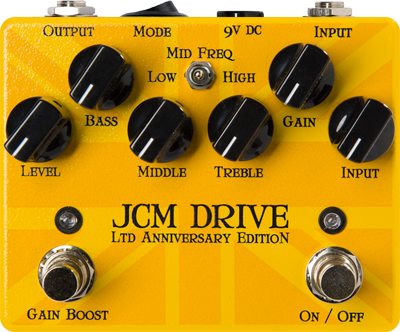 Output Mode 9V DC Input
Mid Freq
Low High
Bass Gain
Level Middle Treble Input
JCM DRIVE
Ltd Anniversary Edition
Gain Boost On / Off